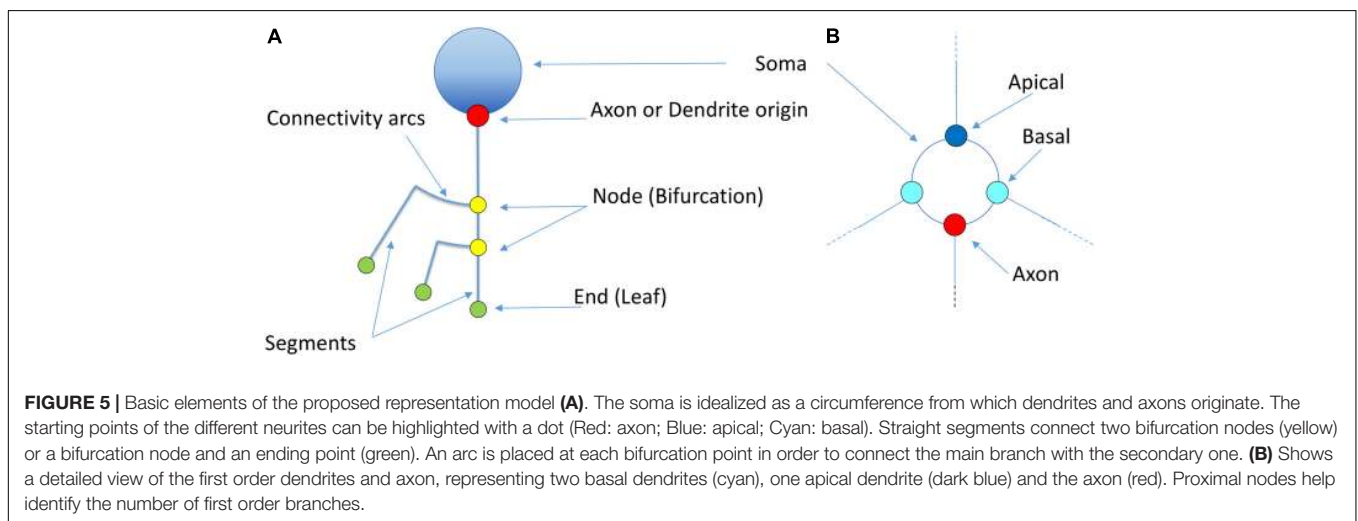 A
B
Soma
Apical
Connectivity arcs
Axon or Dendrite origin
Basal
Node (Bifurcation)
Axon
End (Leaf)
Segments
FIGURE 5 | Basic elements of the proposed representation model (A). The soma is idealized as a circumference from which dendrites and axons originate. The
starting points of the different neurites can be highlighted with a dot (Red: axon; Blue: apical; Cyan: basal). Straight segments connect two bifurcation nodes (yellow)
or a bifurcation node and an ending point (green). An arc is placed at each bifurcation point in order to connect the main branch with the secondary one. (B) Shows
a detailed view of the first order dendrites and axon, representing two basal dendrites (cyan), one apical dendrite (dark blue) and the axon (red). Proximal nodes help
identify the number of first order branches.